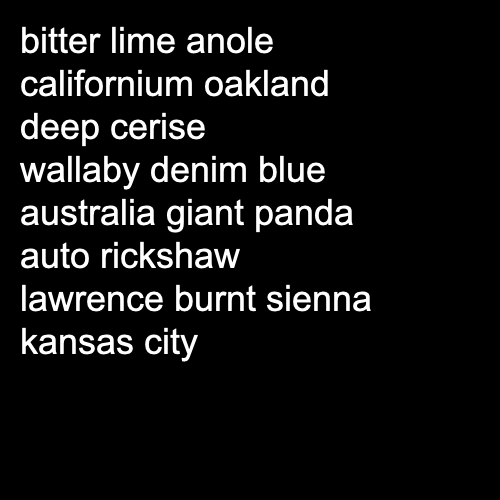 bitter lime anole
californium oakland
deep cerise
wallaby denim blue
australia giant panda
auto rickshaw
lawrence burnt sienna
kansas city